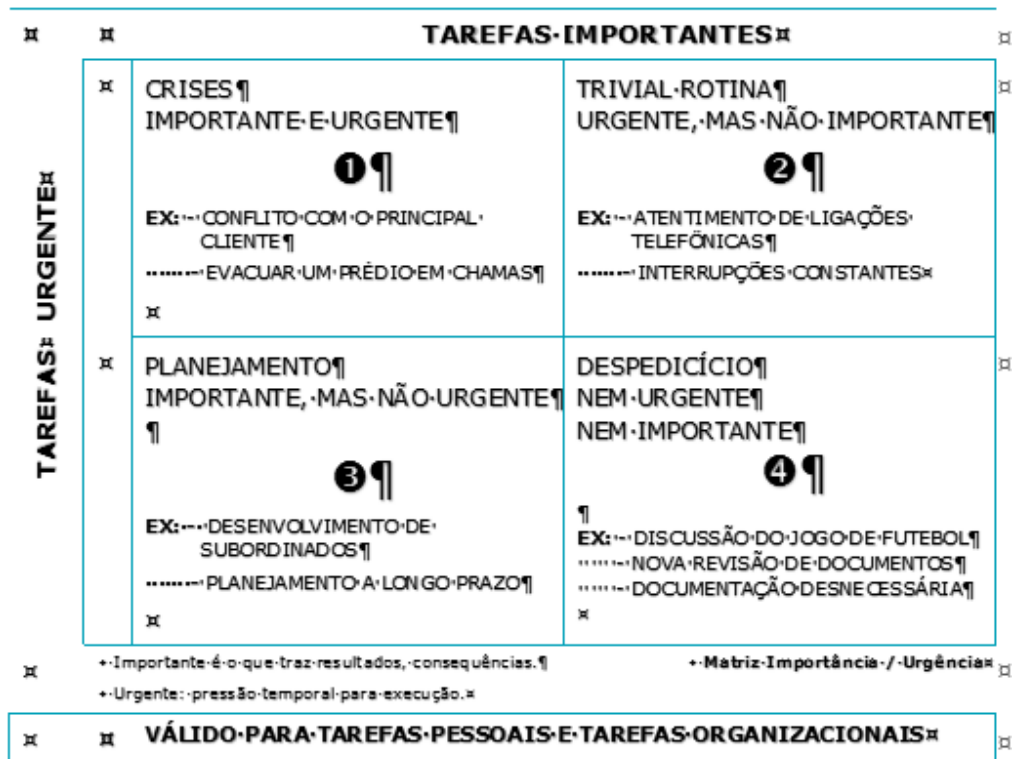 TAREFAS IMPORTANTES¤
TAREFAS¤ URGENTE¤
CRISES¶
IMPORTANTE·E·URGENTE¶
❶¶
EX: - CONFLITO·COM·O·PRINCIPAL·
CLIENTE¶
- EVACUAR·UM·PRÉDIO·EM·CHAMAS¶
¤
TRIVIAL·ROTINA¶
URGENTE,·MAS·NÃO·IMPORTANTE¶
❷¶
EX: - ATENTIMENTO·DE·LIGAÇÕES·
TELEFÔNICAS¶
- INTERRUPÇÕES·CONSTANTES¤
PLANEJAMENTO¶
IMPORTANTE,·MAS·NÃO·URGENTE¶
¶
❸¶
EX: - DESENVOLVIMENTO·DE·
SUBORDINADOS¶
- PLANEJAMENTO·A·LONGO·PRAZO¶
¤
DESPEDICÍCIO¶
NEM·URGENTE¶
NEM·IMPORTANTE¶
❹¶
¶
EX: - DISCUSSÃO·DO·JOGO·DE·FUTEBOL¶
- NOVA·REVISÃO·DE·DOCUMENTOS¶
- DOCUMENTAÇÃO·DESNECESSÁRIA¶
¤
+·Importante·é·o·que·traz·resultados,·consequências.¶
+·Urgente:·pressão·temporal·para·execução.¤
+·Matriz·Importância·/·Urgência¤
VÁLIDO·PARA·TAREFAS·PESSOAIS·E·TAREFAS·ORGANIZACIONAIS¤